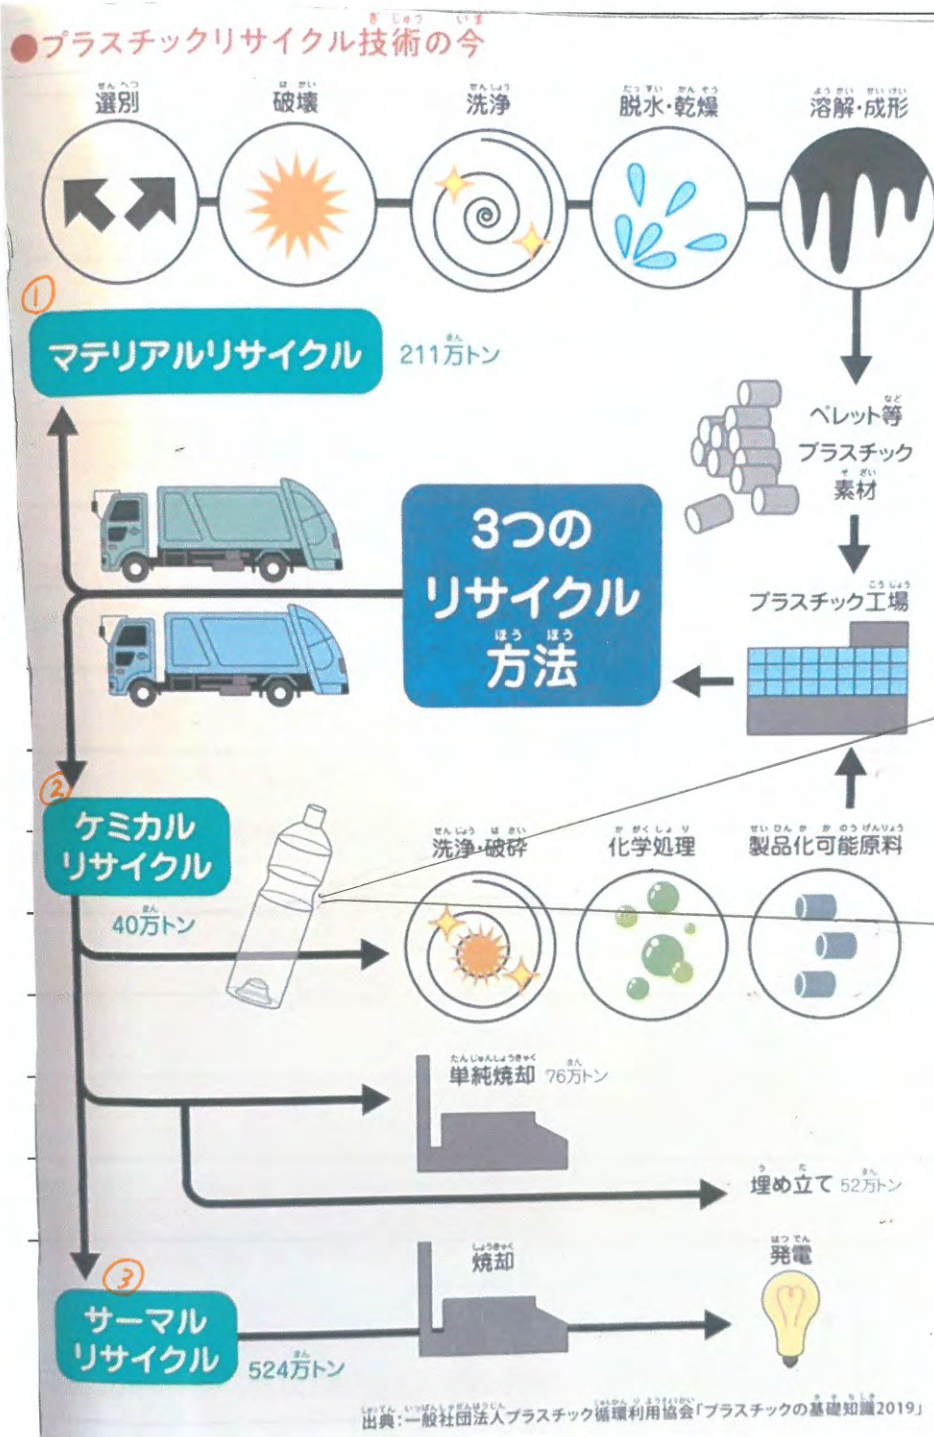 ●プラスチックリサイクル技術の今
選別
破壊
洗浄
脱水・乾燥
溶解・成形
①
マテリアルリサイクル
211万トン
ペレット等
プラスチック
素材
3つの
リサイクル
方法
プラスチック工場
②
ケミカル
リサイクル
40万トン
洗浄・破砕
化学処理
製品化可能原料
単純焼却 76万トン
埋め立て 52万トン
③
サーマル
リサイクル
524万トン
焼却
発電
出典:一般社団法人プラスチック循環利用協会「プラスチックの基礎知識2019」